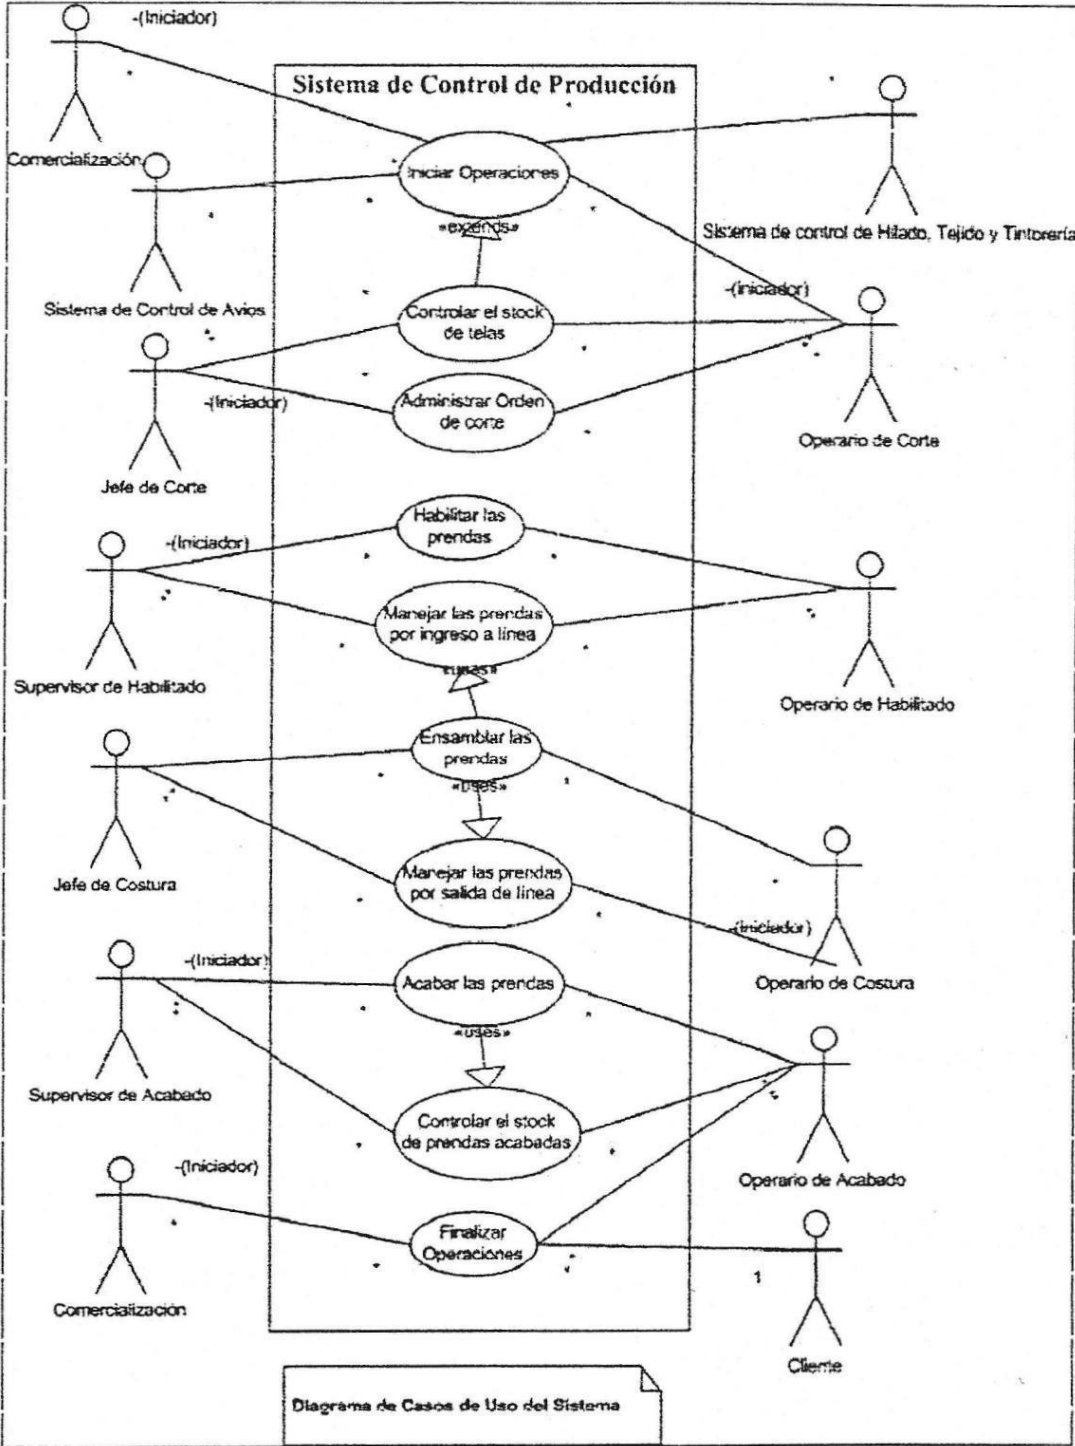 -(Iniciador)
Sistema de Control de Producción
Comercialización
Iniciar Operaciones
«extends»
Sistema de control de Hilado, Tejido y Tintorería
Sistema de Control de Avios
-(Iniciador)
Controlar el stock
de telas
-(Iniciador)
Administrar Orden
de corte
Operario de Corte
Jefe de Corte
Habilitar las
prendas
-(Iniciador)
Manejar las prendas
por ingreso a línea
«usas»
Supervisor de Habilitado
Operario de Habilitado
Ensamblar las
prendas
«uses»
Jefe de Costura
Manejar las prendas
por salida de línea
-(Iniciador)
-(Iniciador)
Acabar las prendas
Operario de Costura
«uses»
Supervisor de Acabado
Controlar el stock
de prendas acabadas
-(Iniciador)
Operario de Acabado
Finalizar
Operaciones
1
Comercialización
Cliente
Diagrama de Casos de Uso del Sistema